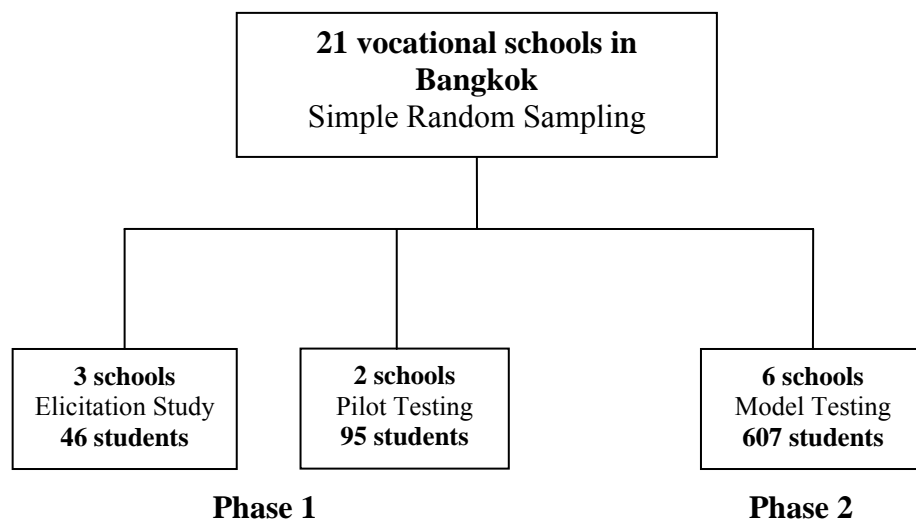 21 vocational schools in
Bangkok
Simple Random Sampling
3 schools
Elicitation Study
46 students
2 schools
Pilot Testing
95 students
6 schools
Model Testing
607 students
Phase 1
Phase 2